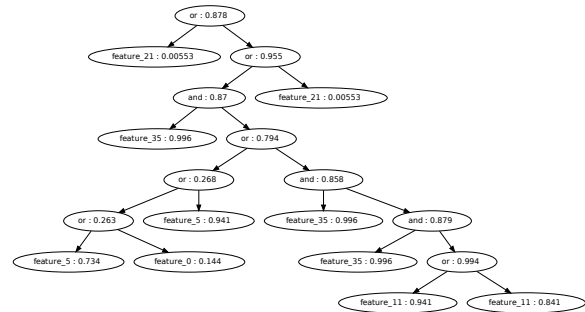 or : 0.878
feature_21 : 0.00553
or : 0.955
and : 0.87
feature_21 : 0.00553
feature_35 : 0.996
or : 0.794
or : 0.268
and : 0.858
or : 0.263
feature_5 : 0.941
feature_35 : 0.996
and : 0.879
feature_5 : 0.734
feature_0 : 0.144
feature_35 : 0.996
or : 0.994
feature_11 : 0.941
feature_11 : 0.841